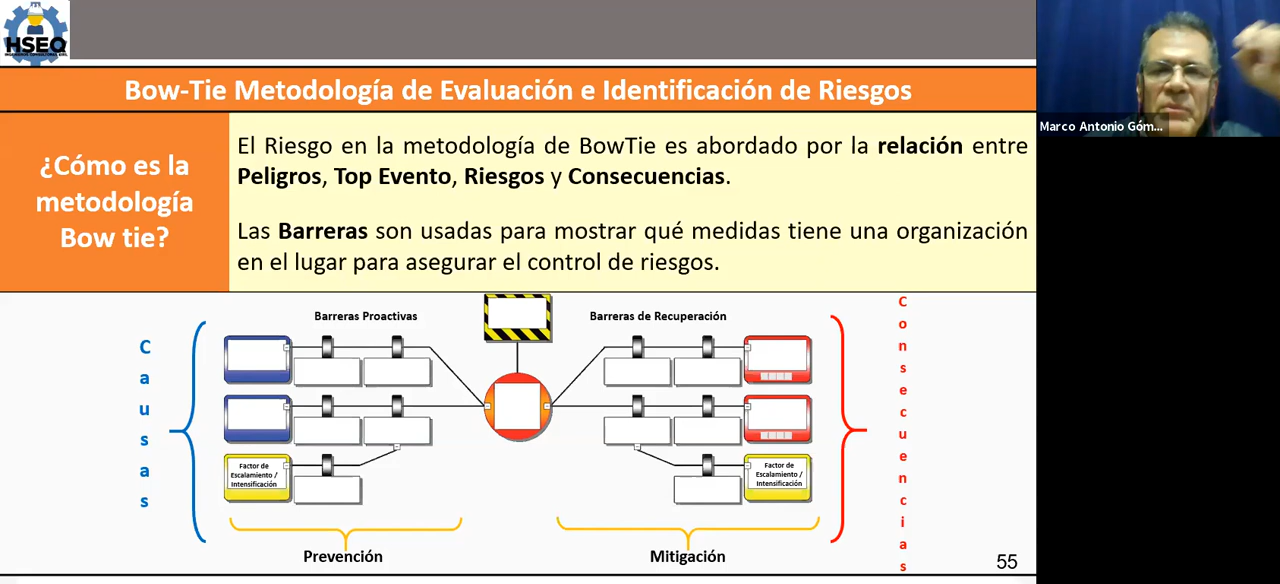 HSEQ
Bow-Tie Metodología de Evaluación e Identificación de Riesgos
Marco Antonio Góm...
¿Cómo es la
metodología
Bow tie?
El Riesgo en la metodología de BowTie es abordado por la relación entre
Peligros, Top Evento, Riesgos y Consecuencias.
Las Barreras son usadas para mostrar qué medidas tiene una organización
en el lugar para asegurar el control de riesgos.
Causas
Barreras Proactivas
Barreras de Recuperación
Consecuencias
Factor de
Escalamiento /
Intensificación
Factor de
Escalamiento /
Intensificación
Prevención
Mitigación
55